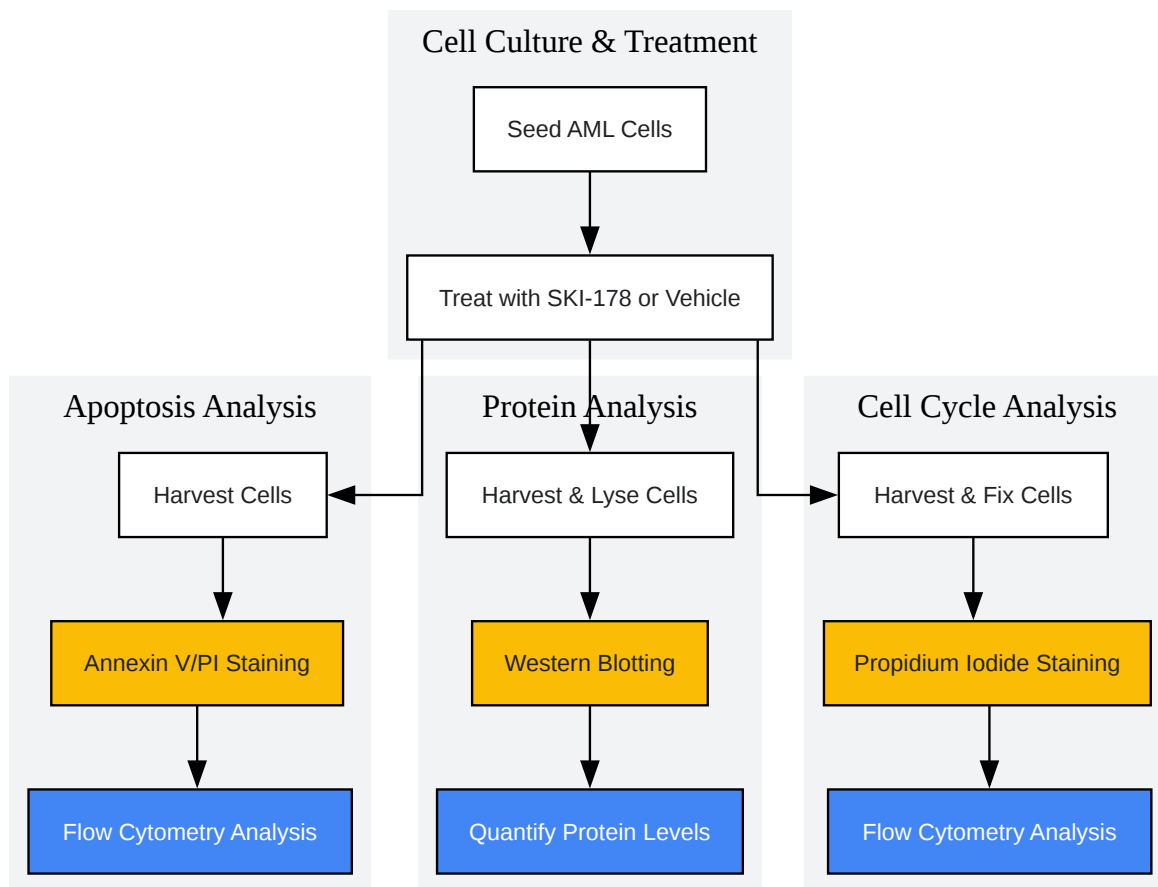 Cell Culture & Treatment
Seed AML Cells
Treat with SKI-178 or Vehicle
Apoptosis Analysis
Harvest Cells
Annexin V/PI Staining
Flow Cytometry Analysis
Protein Analysis
Harvest & Lyse Cells
Western Blotting
Quantify Protein Levels
Cell Cycle Analysis
Harvest & Fix Cells
Propidium Iodide Staining
Flow Cytometry Analysis